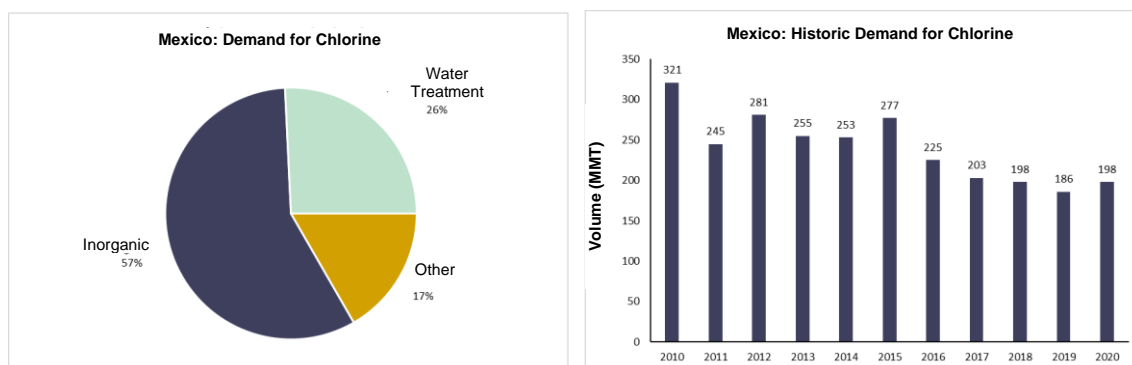 Mexico: Demand for Chlorine
Water
Treatment
26%
Inorganic
57%
Other
17%
Mexico: Historic Demand for Chlorine
Volume (MMT)
350
300
250
200
150
100
50
0
321
245
281
255
253
277
225
203
198
186
198
2010 2011 2012 2013 2014 2015 2016 2017 2018 2019 2020